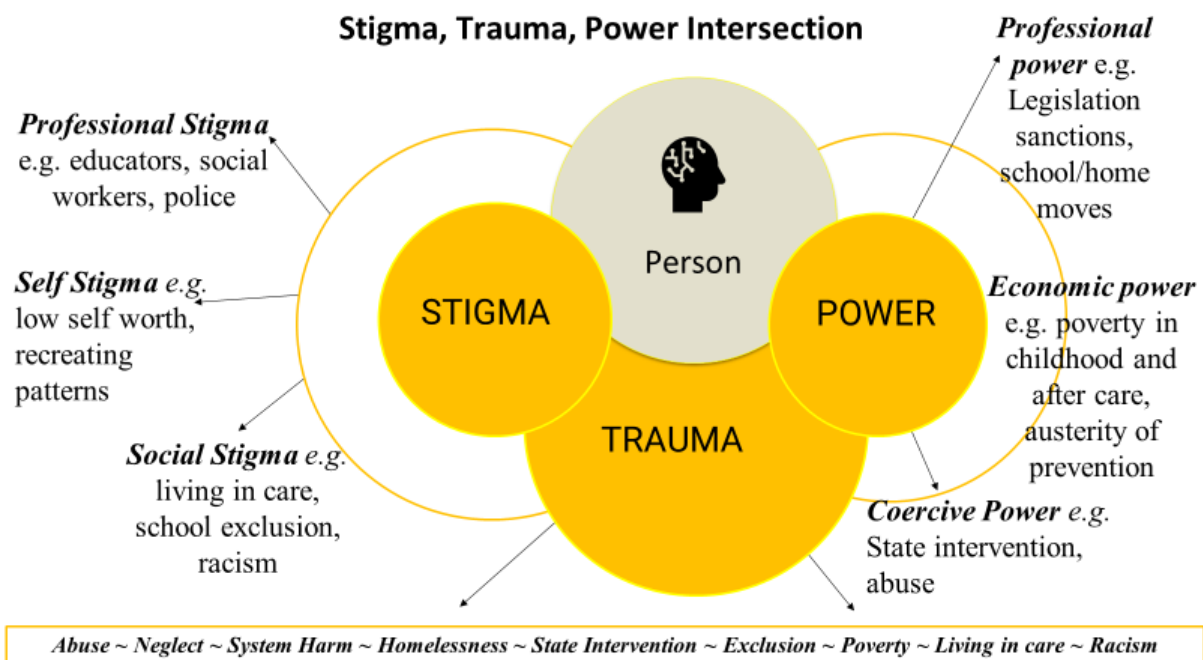 Stigma, Trauma, Power Intersection
Professional Stigma
e.g. educators, social
workers, police
Self Stigma e.g.
low self worth,
recreating
patterns
Social Stigma e.g.
living in care,
school exclusion,
racism
Person
STIGMA
POWER
TRAUMA
Professional
power e.g.
Legislation
sanctions,
school/home
moves
Economic power
e.g. poverty in
childhood and
after care,
austerity of
prevention
Coercive Power e.g.
State intervention,
abuse
Abuse ~ Neglect ~ System Harm ~ Homelessness ~ State Intervention ~ Exclusion ~ Poverty ~ Living in care ~ Racism